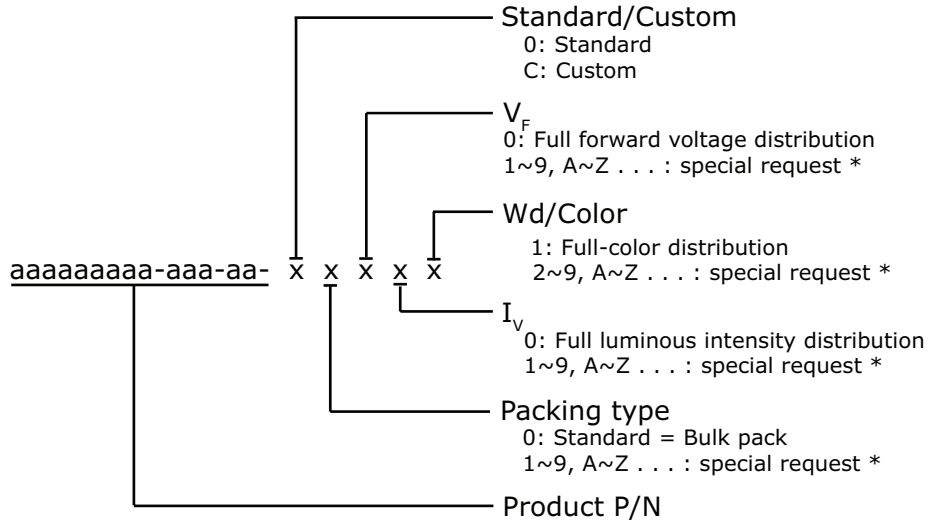 Standard/Custom
0: Standard
C: Custom
VF
0: Full forward voltage distribution
1~9, A~Z . . . : special request *
Wd/Color
1: Full-color distribution
2~9, A~Z . . . : special request *
aaaaaaaaa-aaa-aa- x x x x x
IV
0: Full luminous intensity distribution
1~9, A~Z . . . : special request *
Packing type
0: Standard = Bulk pack
1~9, A~Z . . . : special request *
Product P/N